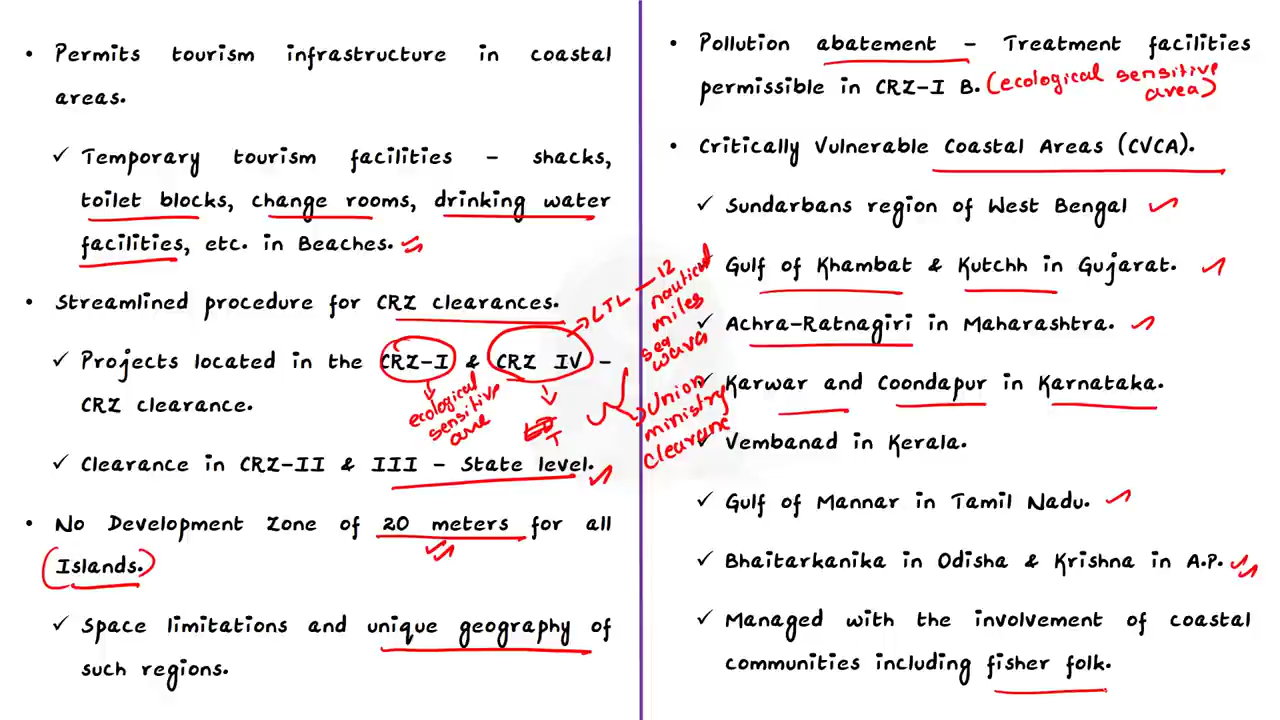 • Permits tourism infrastructure in coastal
areas.
✓ Temporary tourism facilities - shacks,
toilet blocks, change rooms, drinking water
facilities, etc. in Beaches.
• Streamlined procedure for CRZ clearances.
✓ Projects located in the CRZ-I & CRZ IV -
CRZ clearance.
ecological
sensitive
are
T
LTL - 12
nautical
miles
sea
wava
Union
ministry
clearanc
✓ Clearance in CRZ-II & III - State level.
• No Development Zone of 20 meters for all
(Islands.)
✓ Space limitations and unique geography of
such regions.
• Pollution abatement - Treatment facilities
permissible in CRZ-I B. (ecological sensitive
area)
• Critically Vulnerable Coastal Areas (CVCA).
✓ Sundarbans region of West Bengal
✓ Gulf of Khambat & Kutchh in Gujarat.
✓ Achra-Ratnagiri in Maharashtra.
✓ Karwar and Coondapur in Karnataka.
✓ Vembanad in Kerala.
✓ Gulf of Mannar in Tamil Nadu.
✓ Bhaitarkanika in Odisha & Krishna in A.P.
✓ Managed with the involvement of coastal
communities including fisher folk.